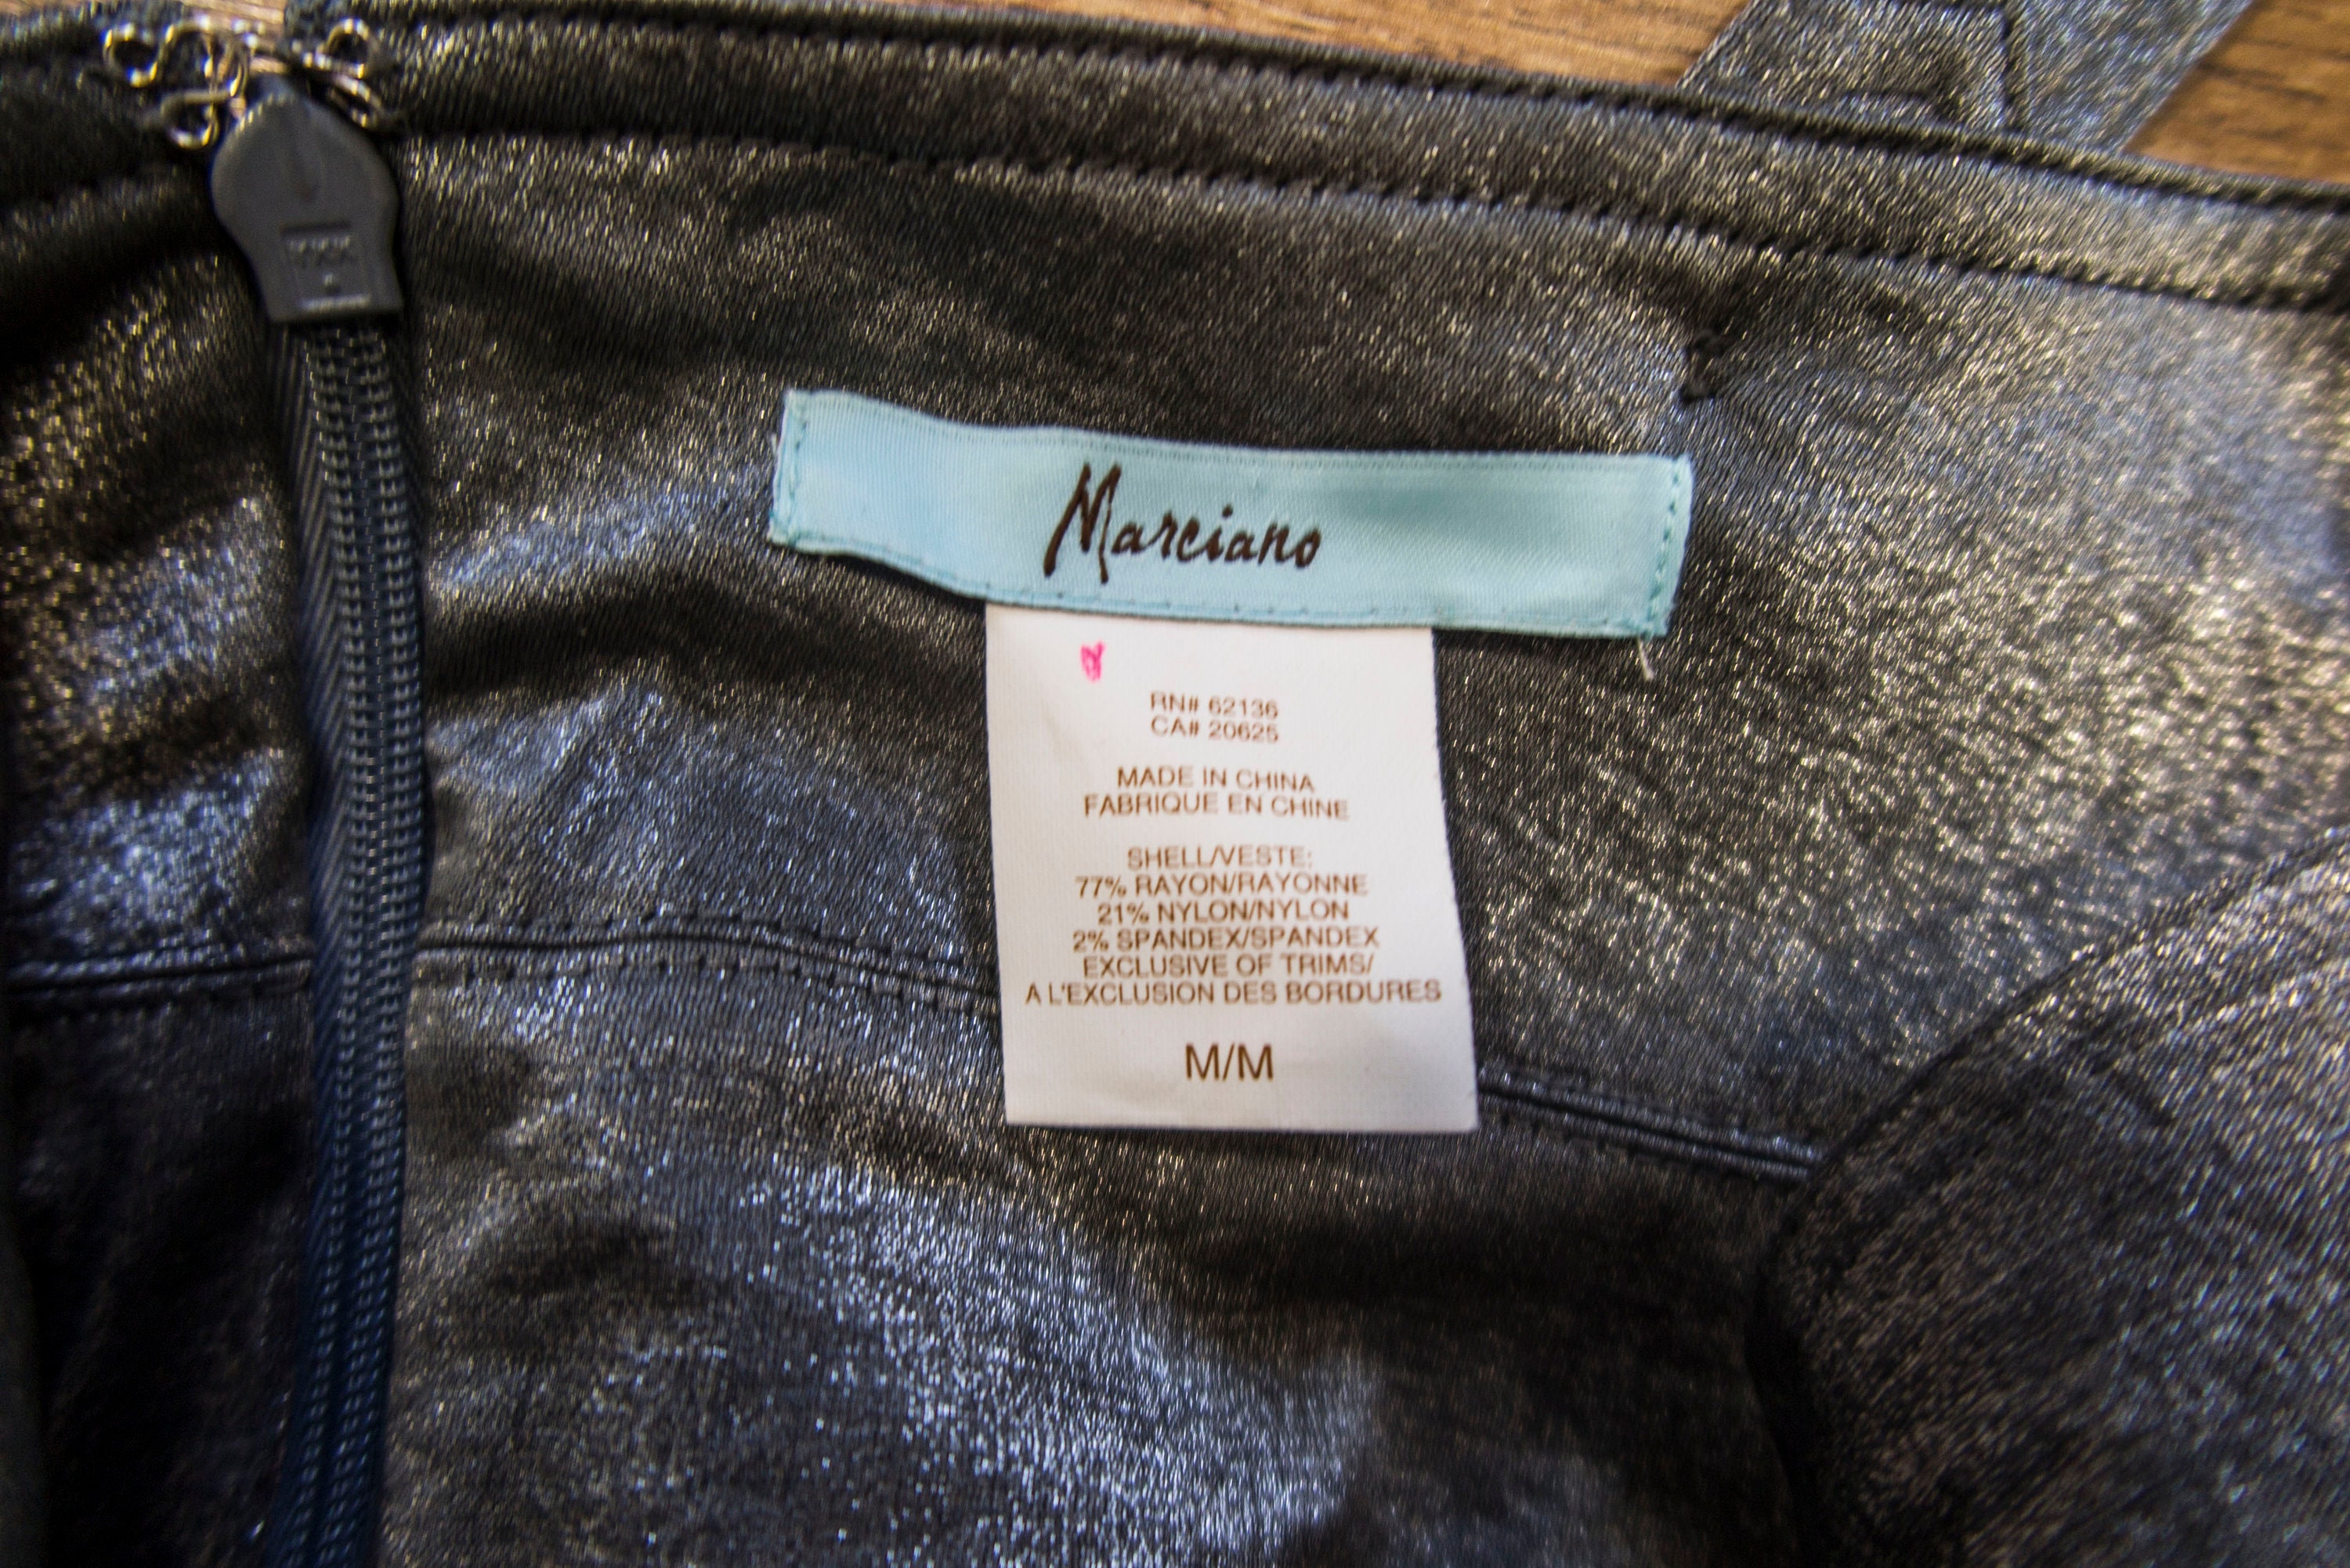 YKK
Marciano
RN# 62136
CA# 20625
MADE IN CHINA
FABRIQUE EN CHINE
SHELL/VESTE:
77% RAYON/RAYONNE
21% NYLON/NYLON
2% SPANDEX/SPANDEX
EXCLUSIVE OF TRIMS/
A L'EXCLUSION DES BORDURES
M/M